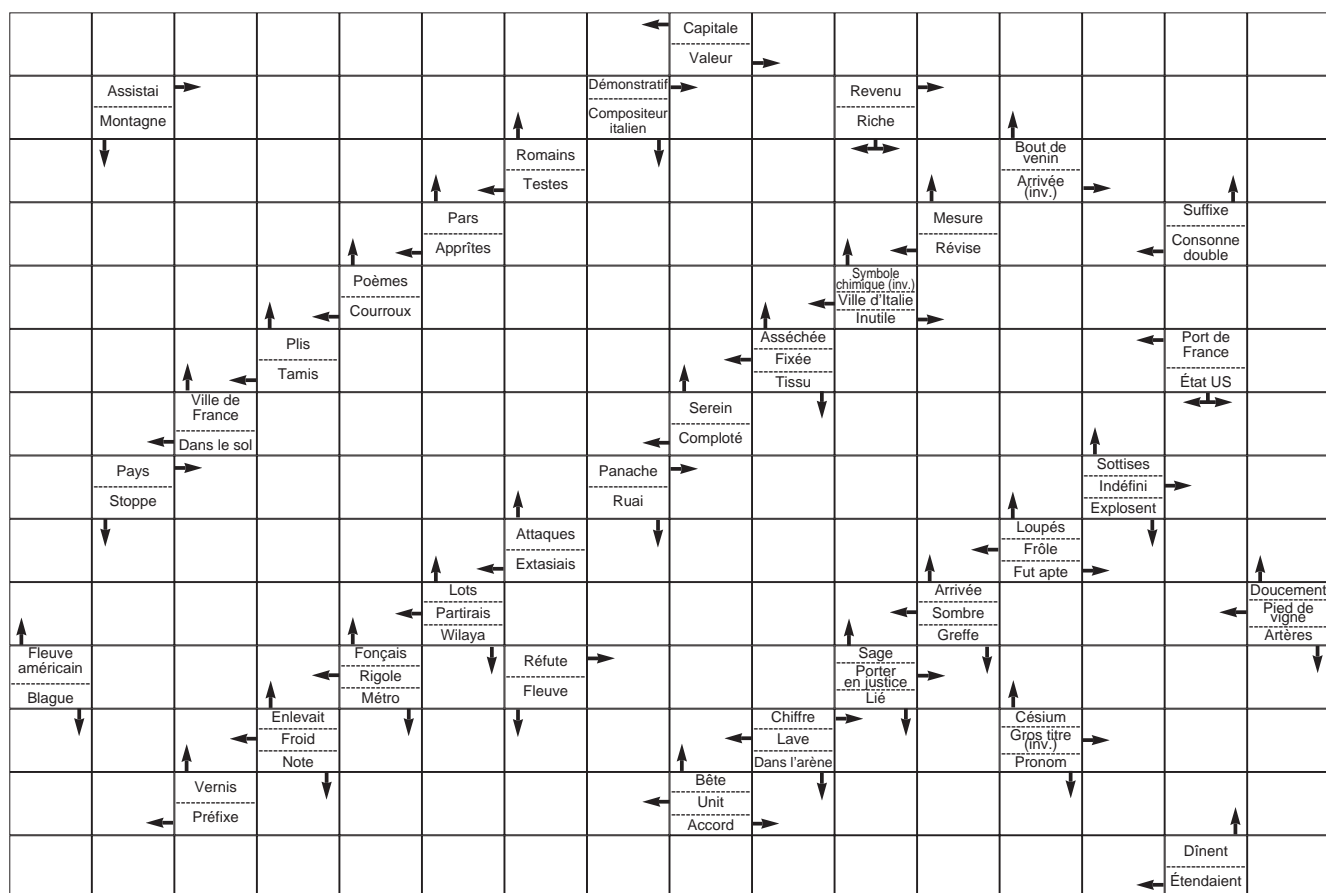 Capitale
Valeur
Assistai
Montagne
Démonstratif
Compositeur
italien
Revenu
Riche
Romains
Testes
Bout de
venin
Arrivée
(inv.)
Pars
Apprîtes
Mesure
Révise
Suffixe
Consonne
double
Poèmes
Courroux
Symbole
chimique (inv.)
Ville d'Italie
Inutile
Plis
Tamis
Asséchée
Fixée
Tissu
Port de
France
État US
Ville de
France
Dans le sol
Serein
Comploté
Pays
Stoppe
Panache
Ruai
Sottises
Indéfini
Explosent
Attaques
Extasiais
Loupés
Frôle
Fut apte
Lots
Partirais
Wilaya
Arrivée
Sombre
Greffe
Doucement
Pied de
vigne
Artères
Fleuve
américain
Blague
Fonçais
Rigole
Métro
Réfute
Fleuve
Sage
Porter
en justice
Lié
Enlevait
Froid
Note
Chiffre
Lave
Dans l'arène
Césium
Gros titre
(inv.)
Pronom
Vernis
Préfixe
Bête
Unit
Accord
Dînent
Étendaient